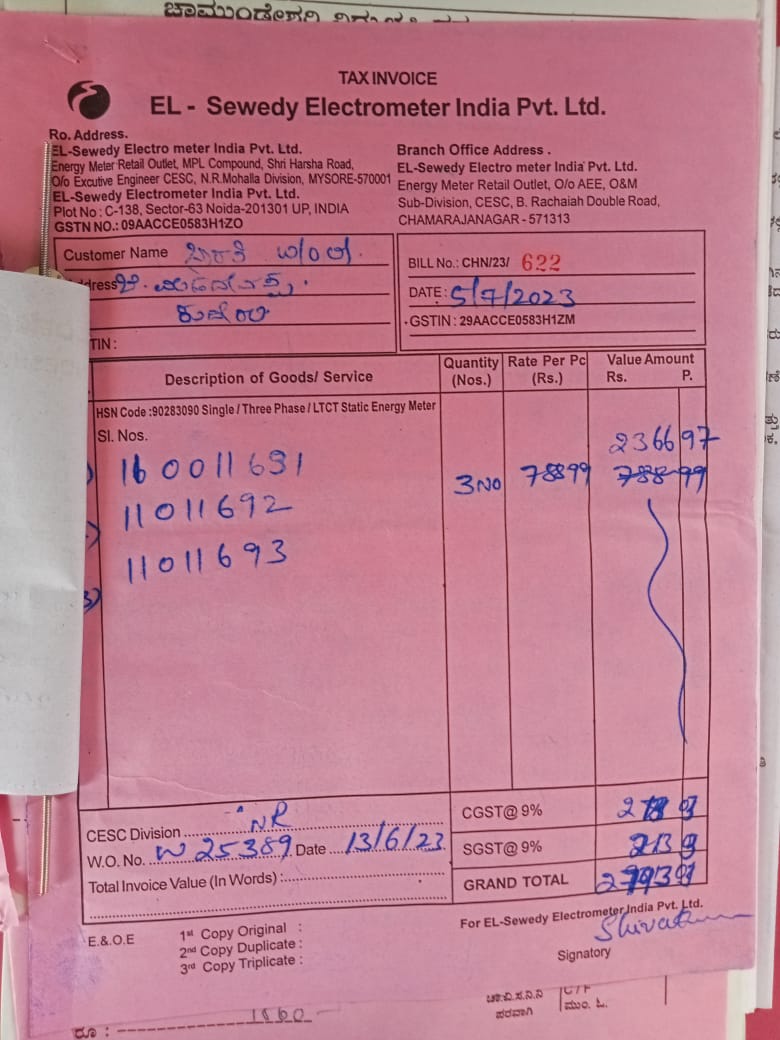 TAX INVOICE
EL - Sewedy Electrometer India Pvt. Ltd.
Ro. Address.
EL-Sewedy Electro meter India Pvt. Ltd.
Energy Meter Retail Outlet, MPL Compound, Shri Harsha Road,
O/o Excutive Engineer CESC, N.R.Mohalla Division, MYSORE-570001
EL-Sewedy Electrometer India Pvt. Ltd.
Plot No : C-138, Sector-63 Noida-201301 UP, INDIA
GSTN NO.: 09AACCE0583H1ZO
Branch Office Address .
EL-Sewedy Electro meter India Pvt. Ltd.
Energy Meter Retail Outlet, O/o AEE, O&M
Sub-Division, CESC, B. Rachaiah Double Road,
CHAMARAJANAGAR - 571313
Customer Name
BILL No.: CHN/23/ 622
DATE : 5/7/2023
GSTIN : 29AACCE0583H1ZM
TIN :
Description of Goods/ Service Quantity (Nos.) Rate Per Pc (Rs.) Value Amount Rs. P.
HSN Code :90283090 Single / Three Phase / LTCT Static Energy Meter
Sl. Nos.
2366 97
160011691 3NO 78899 788 99
11011692
11011693
3)
CESC Division NR
W.O. No. W 25389 Date 13/6/23
Total Invoice Value (In Words) :
CGST@ 9%
SGST@ 9%
GRAND TOTAL
E.&.O.E
1st Copy Original :
2nd Copy Duplicate :
3rd Copy Triplicate :
For EL-Sewedy Electrometer India Pvt. Ltd.
Signatory
ರೂ : 1860